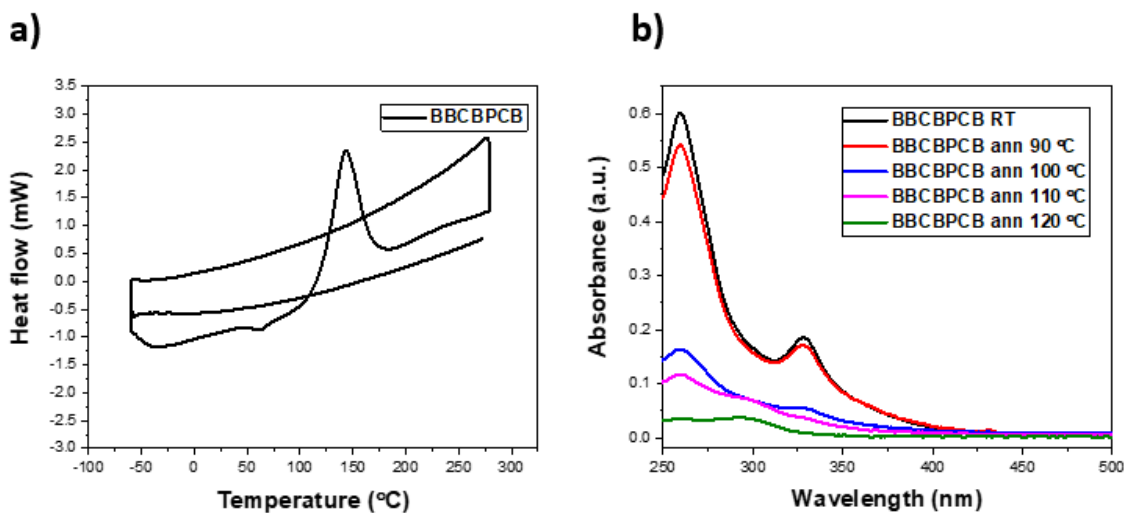 a)
b)
3.5
3.0
2.5
2.0
1.5
1.0
0.5
0.0
-0.5
-1.0
-1.5
-2.0
-2.5
-3.0
Heat flow (mW)
BBCBPCB
-100 -50 0 50 100 150 200 250 300
Temperature (ºC)
0.6
0.5
0.4
0.3
0.2
0.1
0.0
Absorbance (a.u.)
BBCBPCB RT
BBCBPCB ann 90 ºC
BBCBPCB ann 100 ºC
BBCBPCB ann 110 ºC
BBCBPCB ann 120 ºC
250 300 350 400 450 500
Wavelength (nm)